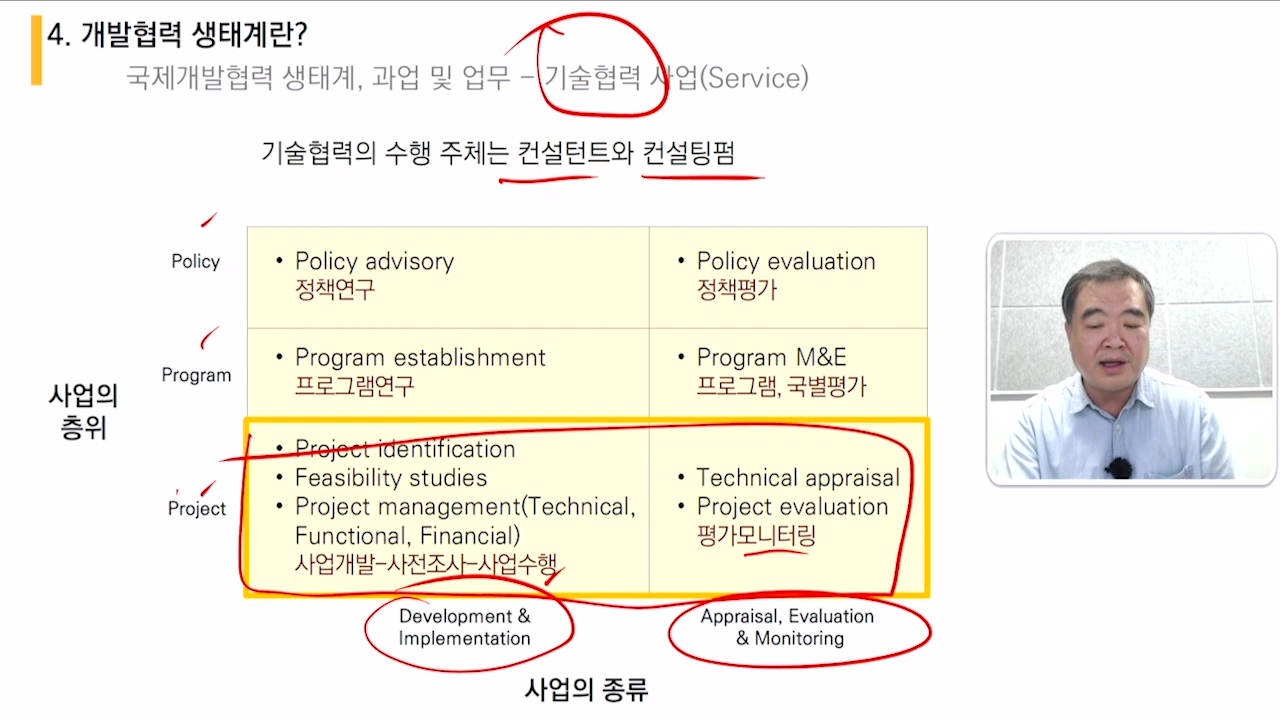 4. 개발협력 생태계란?
국제개발협력 생태계, 과업 및 업무 – 기술협력 사업(Service)
기술협력의 수행 주체는 컨설턴트와 컨설팅펌
사업의
층위
Policy
• Policy advisory
정책연구
• Policy evaluation
정책평가
Program
• Program establishment
프로그램연구
• Program M&E
프로그램, 국별평가
Project
• Project identification
• Feasibility studies
• Project management(Technical,
Functional, Financial)
사업개발–사전조사–사업수행
• Technical appraisal
• Project evaluation
평가모니터링
Development &
Implementation
Appraisal, Evaluation
& Monitoring
사업의 종류